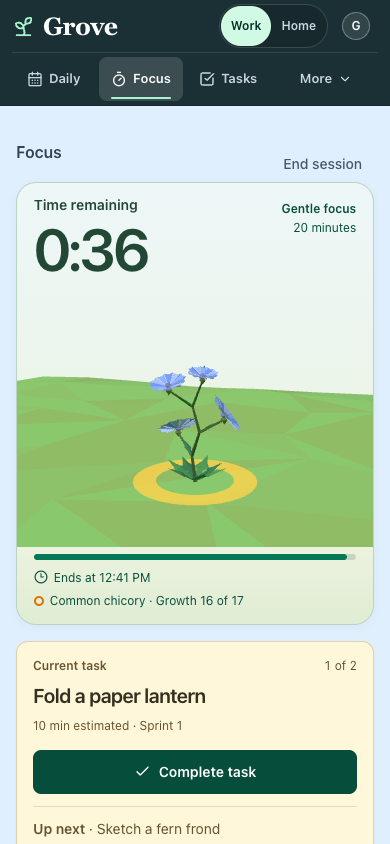 Grove
Work
Home
G
Daily
Focus
Tasks
More
Focus
End session
Time remaining
Gentle focus
0:36
20 minutes
Ends at 12:41 PM
Common chicory · Growth 16 of 17
Current task
1 of 2
Fold a paper lantern
10 min estimated · Sprint 1
Complete task
Up next · Sketch a fern frond